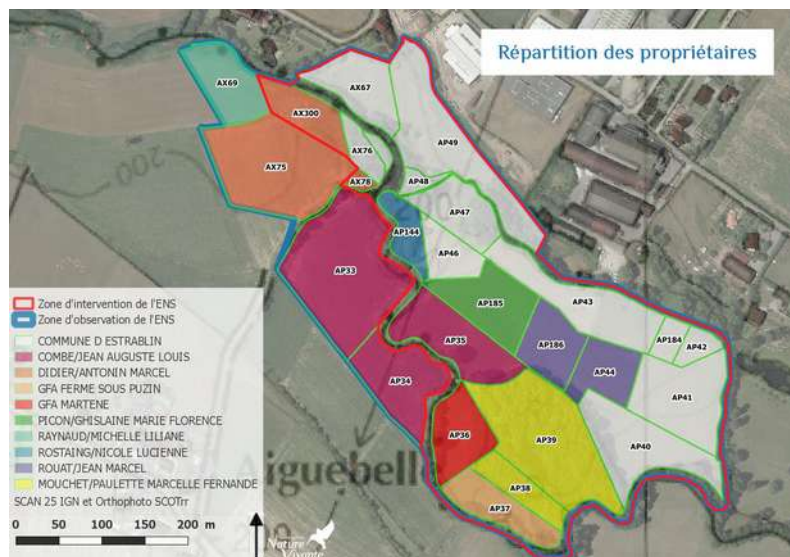 Répartition des propriétaires
AX67
AX69
AX300
AP49
AX76
AX75
AX78
AP48
200
200
AP47
AP144
AP46
AP33
AP185
AP43
AP35
AP186
AP184
AP42
AP44
AP34
AP41
AP36
AP39
AP40
Aiguebelle
AP38
AP37
Zone d'intervention de l'ENS
Zone d'observation de l'ENS
COMMUNE D ESTRABLIN
COMBE/JEAN AUGUSTE LOUIS
DIDIER/ANTONIN MARCEL
GFA FERME SOUS PUZIN
GFA MARTENE
PICON/GHISLAINE MARIE FLORENCE
RAYNAUD/MICHELLE LILIANE
ROSTAING/NICOLE LUCIENNE
ROUAT/JEAN MARCEL
MOUCHET/PAULETTE MARCELLE FERNANDE
SCAN 25 IGN et Orthophoto SCOTrr
0 50 100 150 200 m
Nature
Vivante